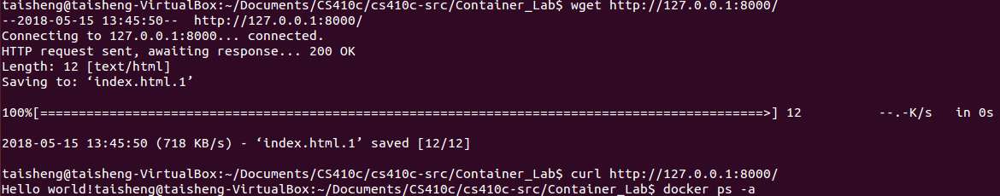 taisheng@taisheng-VirtualBox:~/Documents/CS410c/cs410c-src/Container_Lab$ wget http://127.0.0.1:8000/
--2018-05-15 13:45:50--  http://127.0.0.1:8000/
Connecting to 127.0.0.1:8000... connected.
HTTP request sent, awaiting response... 200 OK
Length: 12 [text/html]
Saving to: ‘index.html.1’
100%[==============================================================================================>] 12          --.-K/s   in 0s
2018-05-15 13:45:50 (718 KB/s) - ‘index.html.1’ saved [12/12]
taisheng@taisheng-VirtualBox:~/Documents/CS410c/cs410c-src/Container_Lab$ curl http://127.0.0.1:8000/
Hello world!taisheng@taisheng-VirtualBox:~/Documents/CS410c/cs410c-src/Container_Lab$ docker ps -a